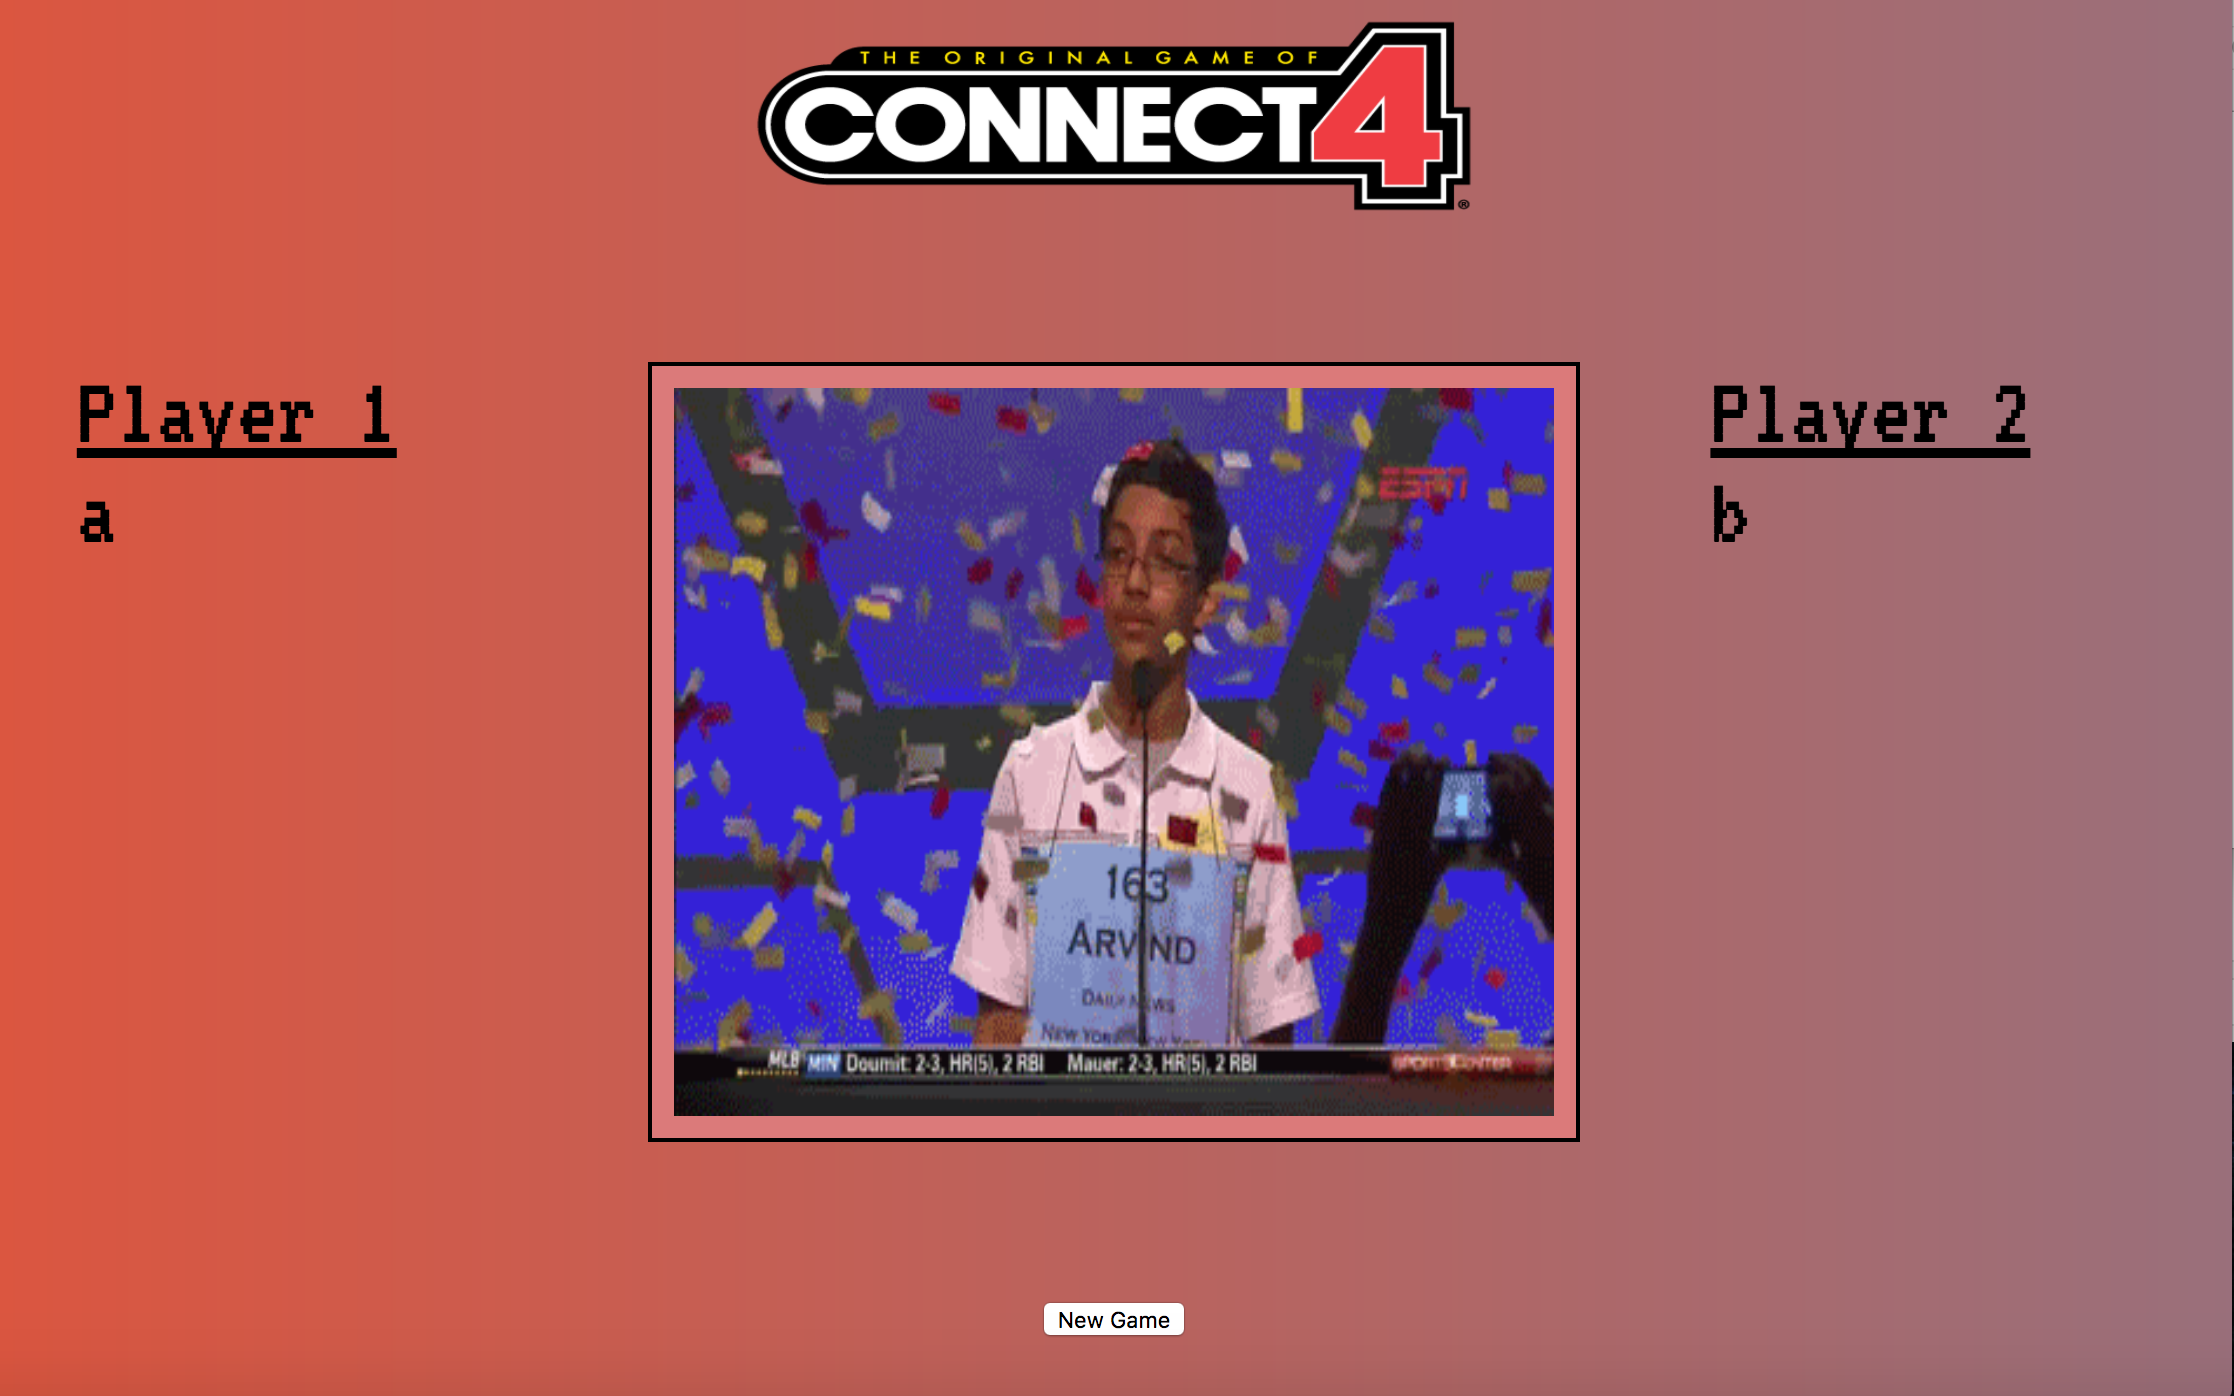 THE ORIGINAL GAME OF
CONNECT 4
®
Player 1
a
Player 2
b
ESPN
163
ARVIND
DAILY NEWS
NEW YORK
MLB MIN Doumit: 2-3, HR(5), 2 RBI Mauer: 2-3, HR(5), 2 RBI SPORTSCENTER
New Game